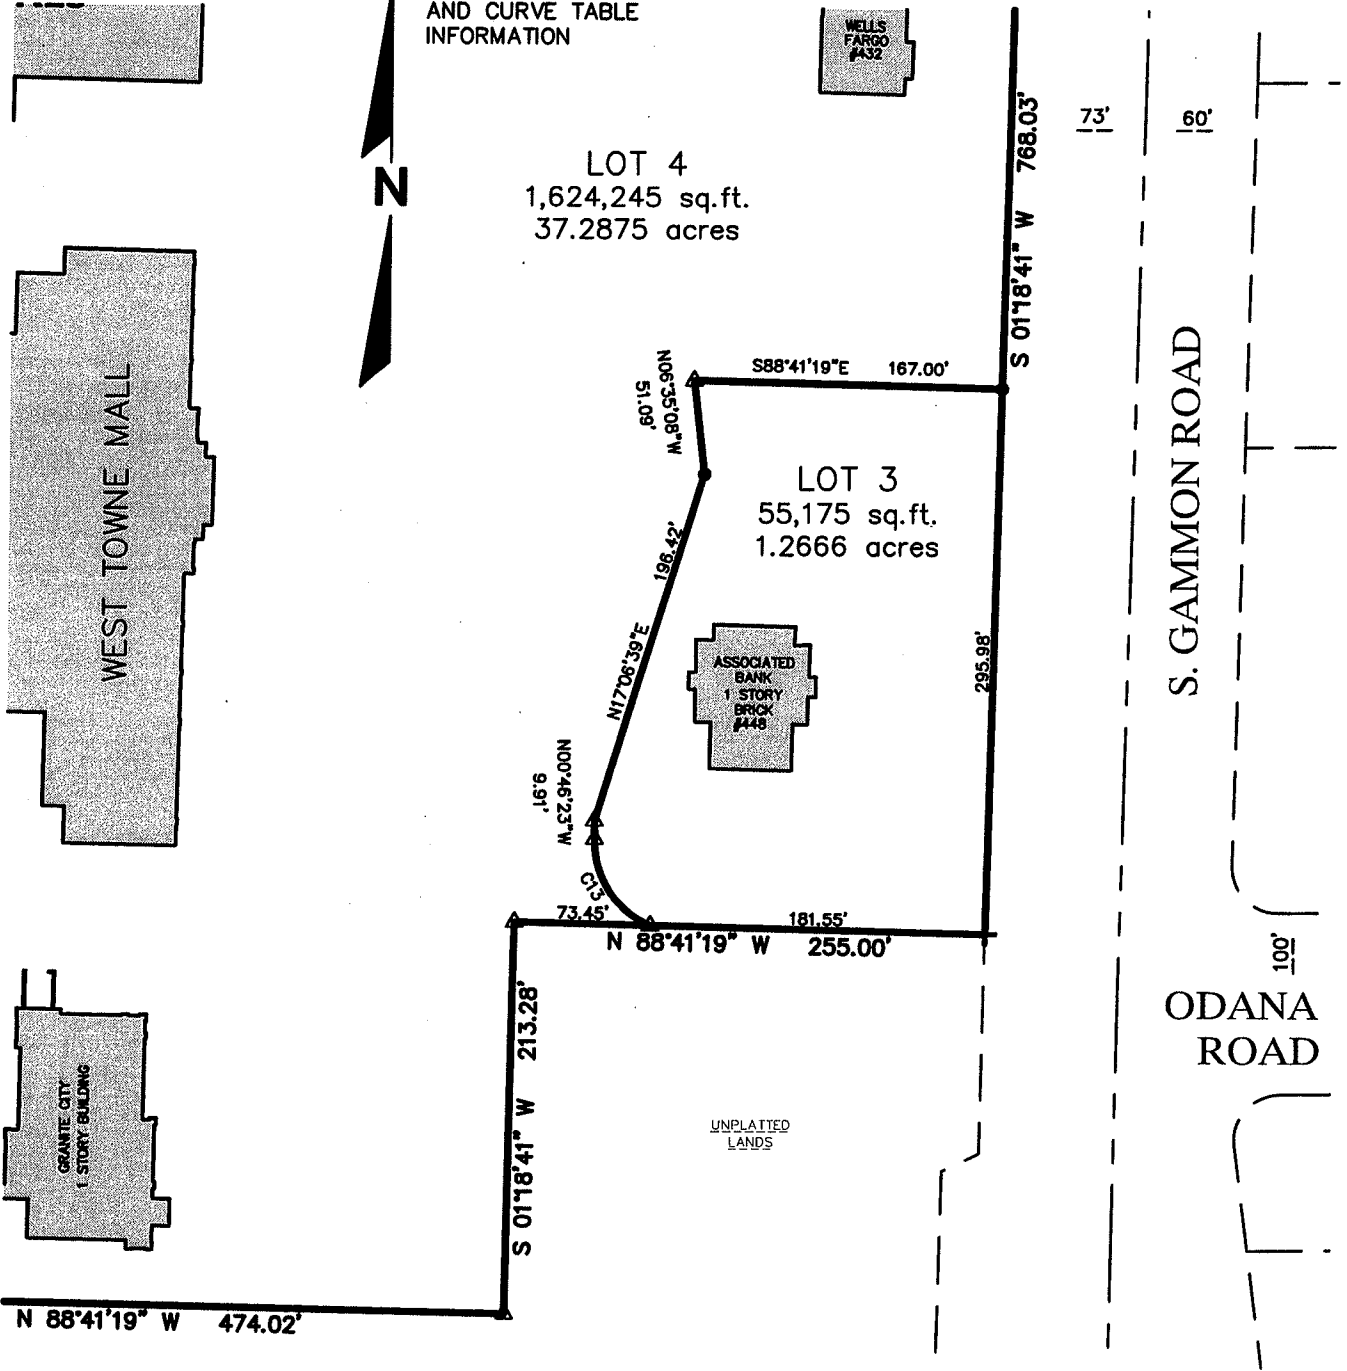 AND CURVE TABLE
INFORMATION
WELLS
FARGO
#432
N
LOT 4
1,624,245 sq.ft.
37.2875 acres
S 01°18'41" W 768.03'
73'
60'
WEST TOWNE MALL
N06°35'08"W
51.09'
S88°41'19"E 167.00'
LOT 3
55,175 sq.ft.
1.2666 acres
S. GAMMON ROAD
N17°06'39"E 196.42'
ASSOCIATED
BANK
1 STORY
BRICK
#448
295.98'
N00°46'23"W
9.91'
C13
73.45'
181.55'
N 88°41'19" W 255.00'
100'
ODANA
ROAD
S 01°18'41" W 213.28'
GRANITE CITY
1 STORY BUILDING
UNPLATTED
LANDS
N 88°41'19" W 474.02'